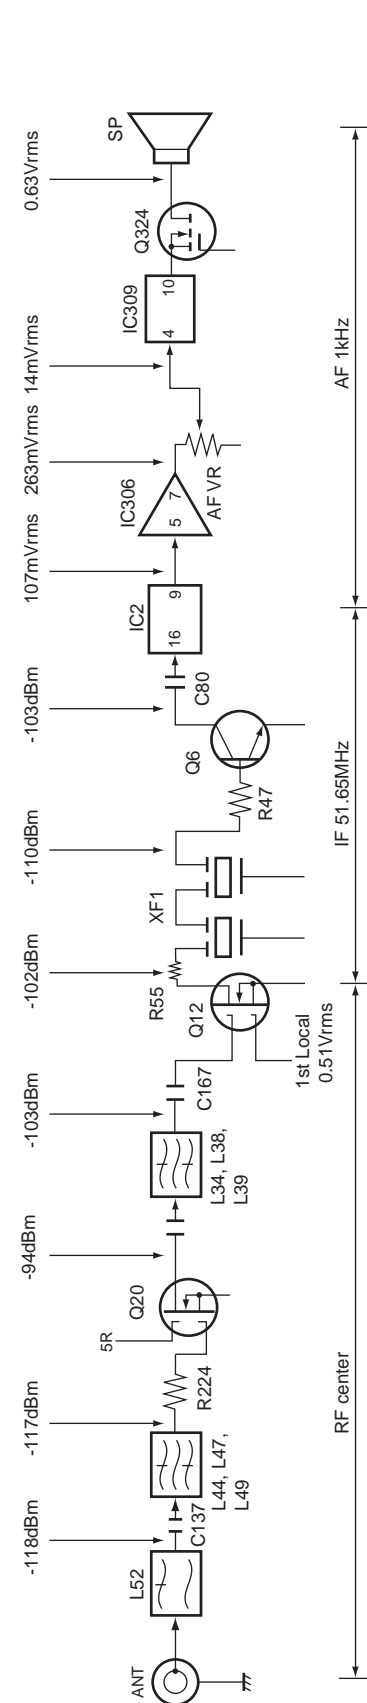 -118dBm
-117dBm
-94dBm
-103dBm
-102dBm
-110dBm
-103dBm
107mVrms
263mVrms
14mVrms
0.63Vrms
ANT
L52
C137
L44, L47,
L49
R224
5R
Q20
L34, L38,
L39
C167
Q12
1st Local
0.51Vrms
R55
XF1
R47
Q6
C80
IC2
16
9
IC306
5
7
AF VR
IC309
4
10
Q324
SP
RF center
IF 51.65MHz
AF 1kHz